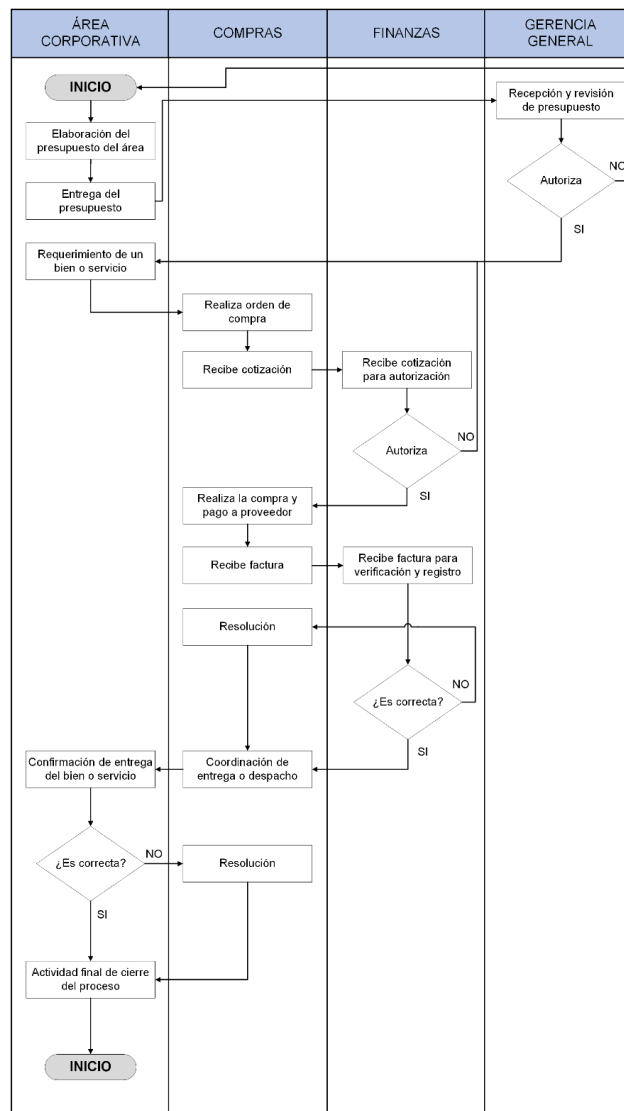 ÁREA
CORPORATIVA
COMPRAS
FINANZAS
GERENCIA
GENERAL
INICIO
Recepción y revisión
de presupuesto
Elaboración del
presupuesto del área
NO
Autoriza
Entrega del
presupuesto
SI
Requerimiento de un
bien o servicio
Realiza orden de
compra
Recibe cotización
Recibe cotización
para autorización
NO
Autoriza
SI
Realiza la compra y
pago a proveedor
Recibe factura
Recibe factura para
verificación y registro
Resolución
NO
¿Es correcta?
SI
Confirmación de entrega
del bien o servicio
Coordinación de
entrega o despacho
¿Es correcta?
NO
Resolución
SI
Actividad final de cierre
del proceso
INICIO